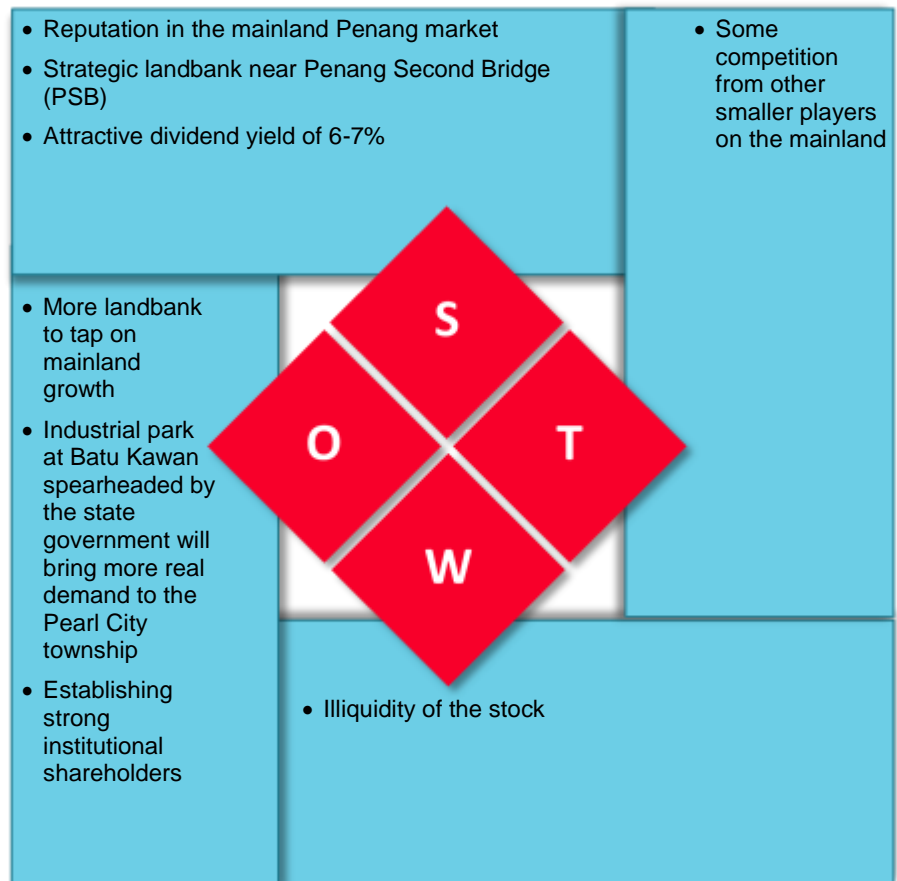 • Reputation in the mainland Penang market
• Strategic landbank near Penang Second Bridge
(PSB)
• Attractive dividend yield of 6-7%
• Some
competition
from other
smaller players
on the mainland
S
O
T
W
• More landbank
to tap on
mainland
growth
• Industrial park
at Batu Kawan
spearheaded by
the state
government will
bring more real
demand to the
Pearl City
township
• Establishing
strong
institutional
shareholders
• Illiquidity of the stock